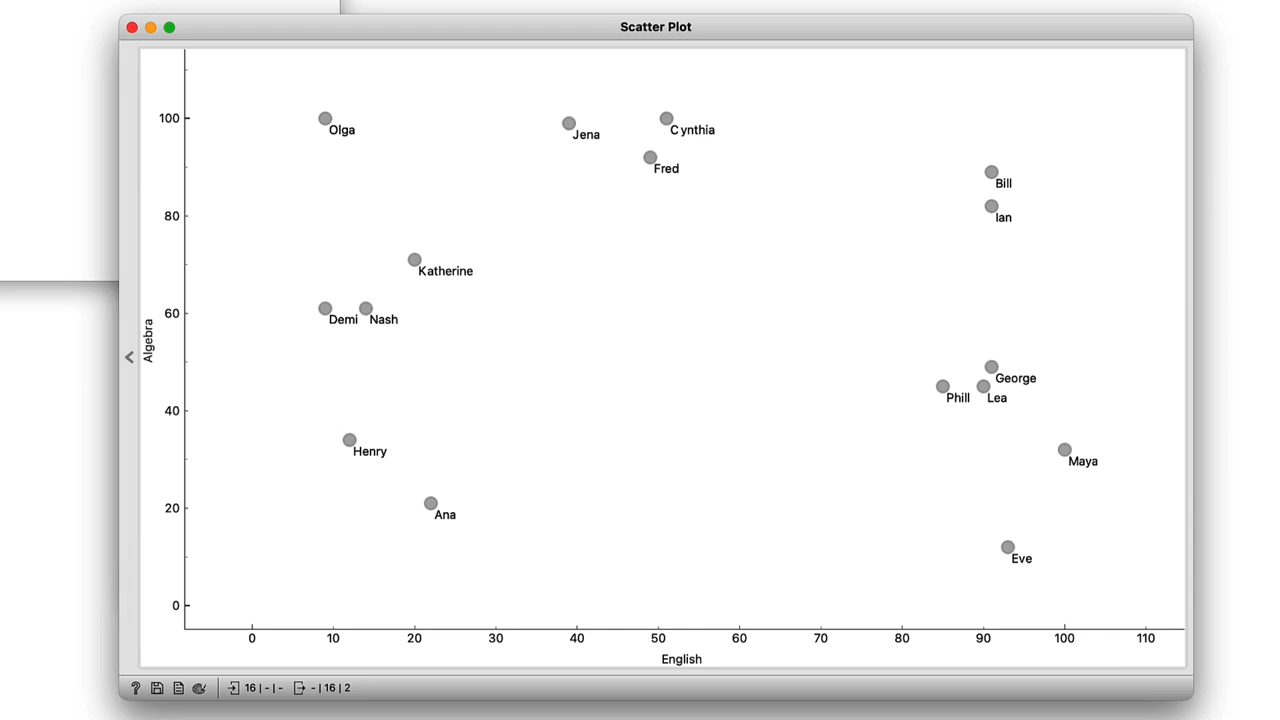 Scatter Plot
100
Olga
Jena
Cynthia
Fred
Bill
80
Ian
Katherine
60
Demi
Nash
Algebra
George
40
Phill
Lea
Henry
Maya
20
Ana
Eve
0
0 10 20 30 40 50 60 70 80 90 100 110
English
? 16 | - | - - | 16 | 2